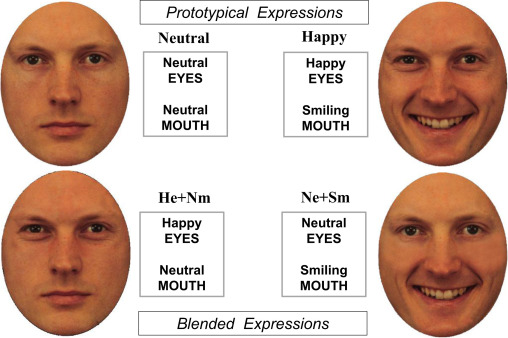 Prototypical Expressions
Neutral
Happy
Neutral
EYES
Neutral
MOUTH
Happy
EYES
Smiling
MOUTH
He+Nm
Ne+Sm
Happy
EYES
Neutral
MOUTH
Neutral
EYES
Smiling
MOUTH
Blended Expressions